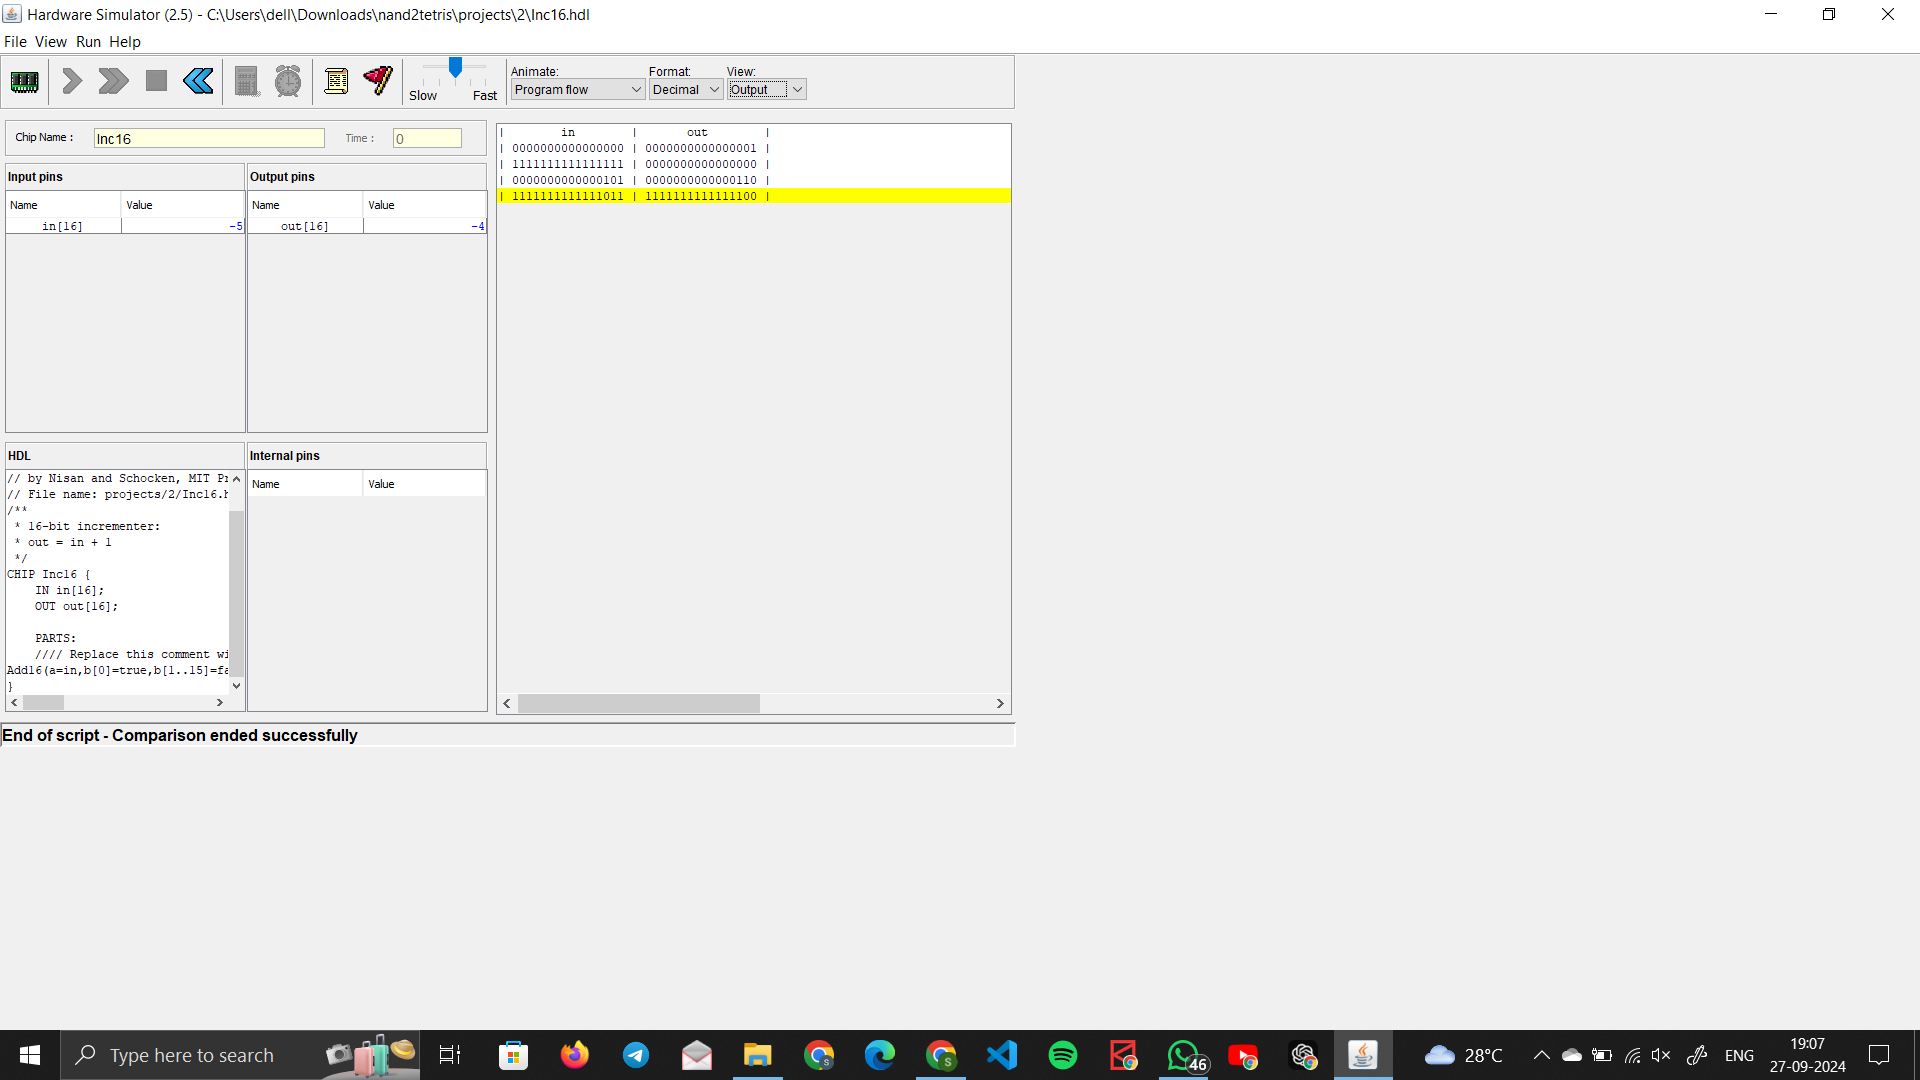 Hardware Simulator (2.5) - C:\Users\dell\Downloads\nand2tetris\projects\2\Inc16.hdl
File View Run Help
Slow Fast
Animate: Format: View:
Program flow Decimal Output
Chip Name : Inc16 Time : 0
Input pins
Name Value
in[16] -5
Output pins
Name Value
out[16] -4
| in | out |
| 0000000000000000 | 0000000000000001 |
| 1111111111111111 | 0000000000000000 |
| 0000000000000101 | 0000000000000110 |
| 1111111111111011 | 1111111111111100 |
HDL
// by Nisan and Schocken, MIT Pr
// File name: projects/2/Inc16.h
/**
* 16-bit incrementer:
* out = in + 1
*/
CHIP Inc16 {
IN in[16];
OUT out[16];
PARTS:
//// Replace this comment wi
Add16(a=in,b[0]=true,b[1..15]=fa
}
Internal pins
Name Value
End of script - Comparison ended successfully
Type here to search
46
28°C
ENG
19:07
27-09-2024